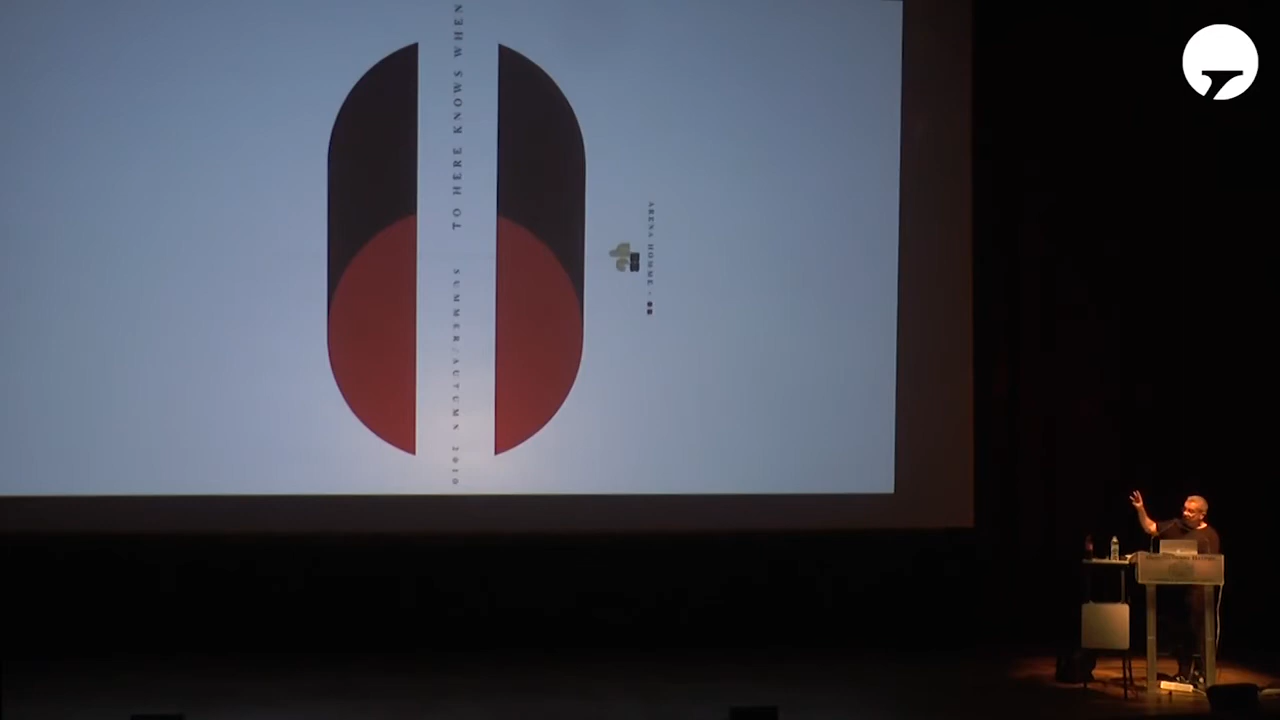 TO HERE KNOWS WHEN
SUMMER/AUTUMN 2010
ARENA HOMME +